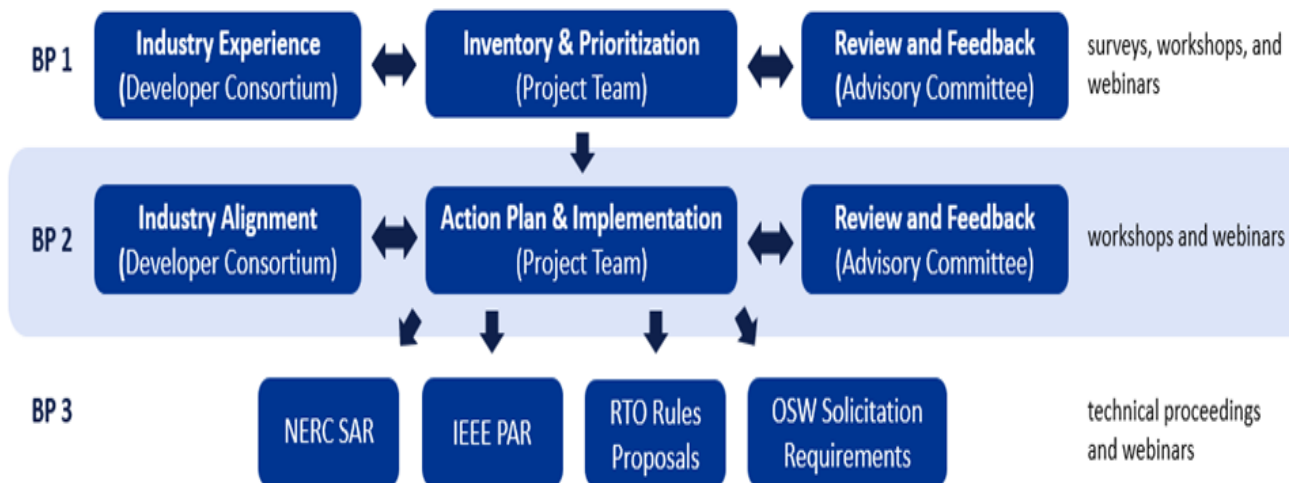 BP 1
Industry Experience
(Developer Consortium)
Inventory & Prioritization
(Project Team)
Review and Feedback
(Advisory Committee)
surveys, workshops, and
webinars
BP 2
Industry Alignment
(Developer Consortium)
Action Plan & Implementation
(Project Team)
Review and Feedback
(Advisory Committee)
workshops and webinars
BP 3
NERC SAR
IEEE PAR
RTO Rules
Proposals
OSW Solicitation
Requirements
technical proceedings
and webinars